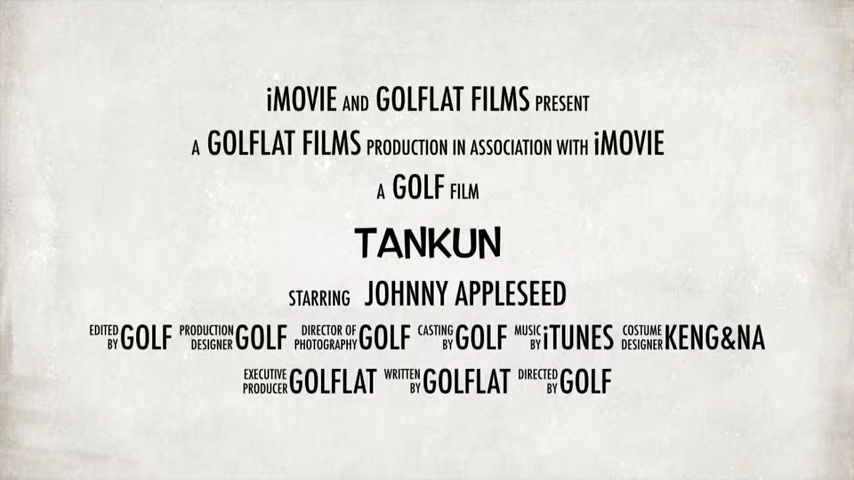 iMOVIE AND GOLFLAT FILMS PRESENT
A GOLFLAT FILMS PRODUCTION IN ASSOCIATION WITH iMOVIE
A GOLF FILM
TANKUN
STARRING JOHNNY APPLESEED
EDITED BY GOLF PRODUCTION DESIGNER GOLF DIRECTOR OF PHOTOGRAPHY GOLF CASTING BY GOLF MUSIC BY iTUNES COSTUME DESIGNER KENG&NA
EXECUTIVE PRODUCER GOLFLAT WRITTEN BY GOLFLAT DIRECTED BY GOLF